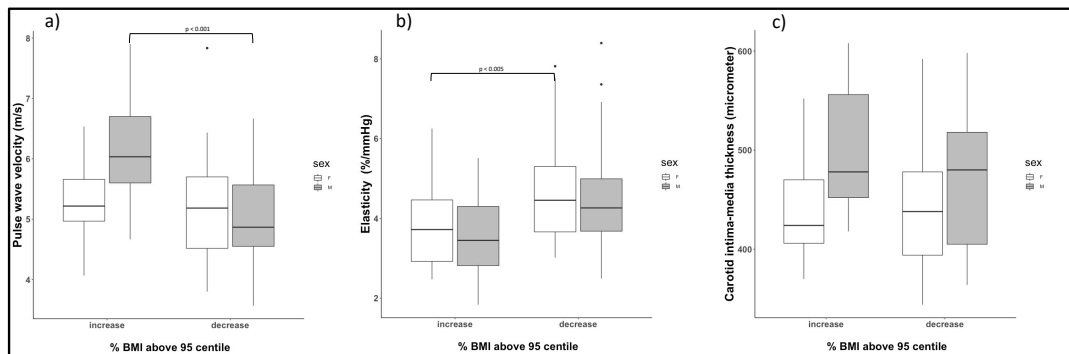 a)
p < 0.001
Pulse wave velocity (m/s)
8
7
6
5
4
increase
decrease
% BMI above 95 centile
sex
F
M
b)
p < 0.005
Elasticity (%/mmHg)
8
6
4
2
increase
decrease
% BMI above 95 centile
sex
F
M
c)
Carotid intima-media thickness (micrometer)
600
500
400
increase
decrease
% BMI above 95 centile
sex
F
M